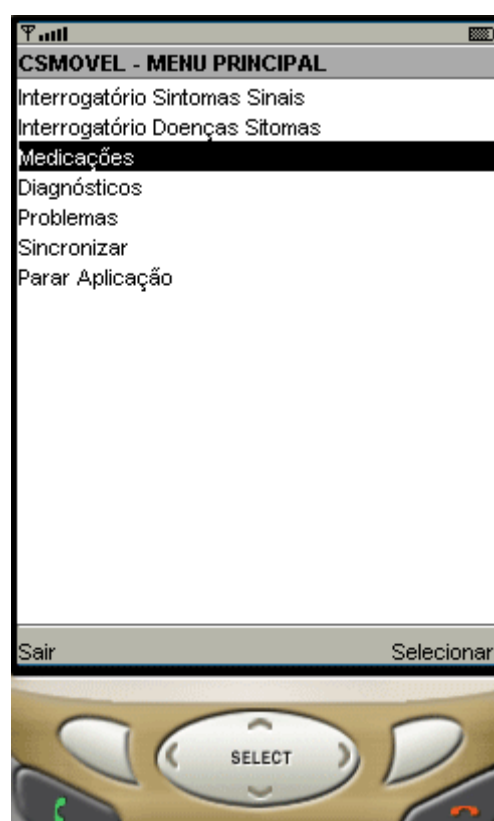 CSMOVEL - MENU PRINCIPAL
Interrogatório Sintomas Sinais
Interrogatório Doenças Sitomas
Medicações
Diagnósticos
Problemas
Sincronizar
Parar Aplicação
Sair Selecionar
SELECT